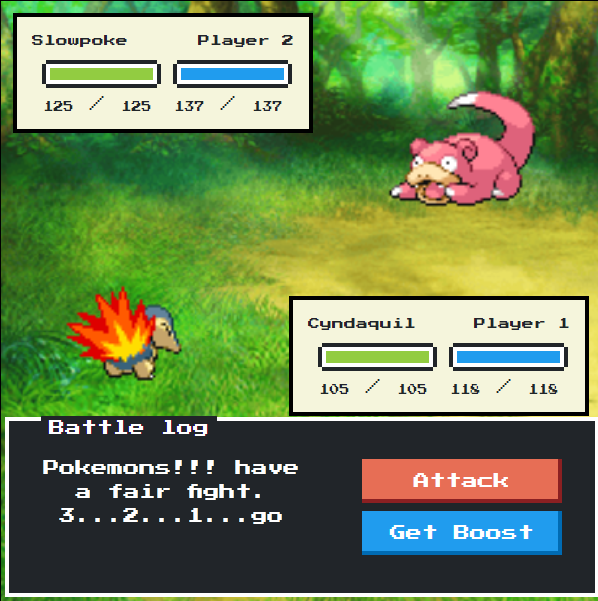 Slowpoke Player 2
125 / 125 137 / 137
Cyndaquil Player 1
105 / 105 118 / 118
Battle log
Pokemons!!! have
a fair fight.
3...2...1...go
Attack
Get Boost